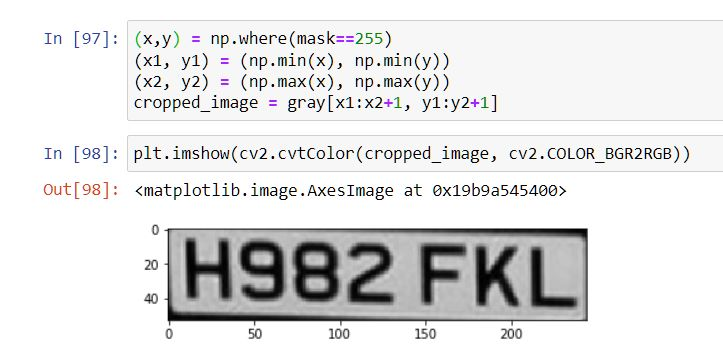 In [97]: (x,y) = np.where(mask==255)
(x1, y1) = (np.min(x), np.min(y))
(x2, y2) = (np.max(x), np.max(y))
cropped_image = gray[x1:x2+1, y1:y2+1]
In [98]: plt.imshow(cv2.cvtColor(cropped_image, cv2.COLOR_BGR2RGB))
Out[98]: <matplotlib.image.AxesImage at 0x19b9a545400>
0
20
40
H982 FKL
0 50 100 150 200